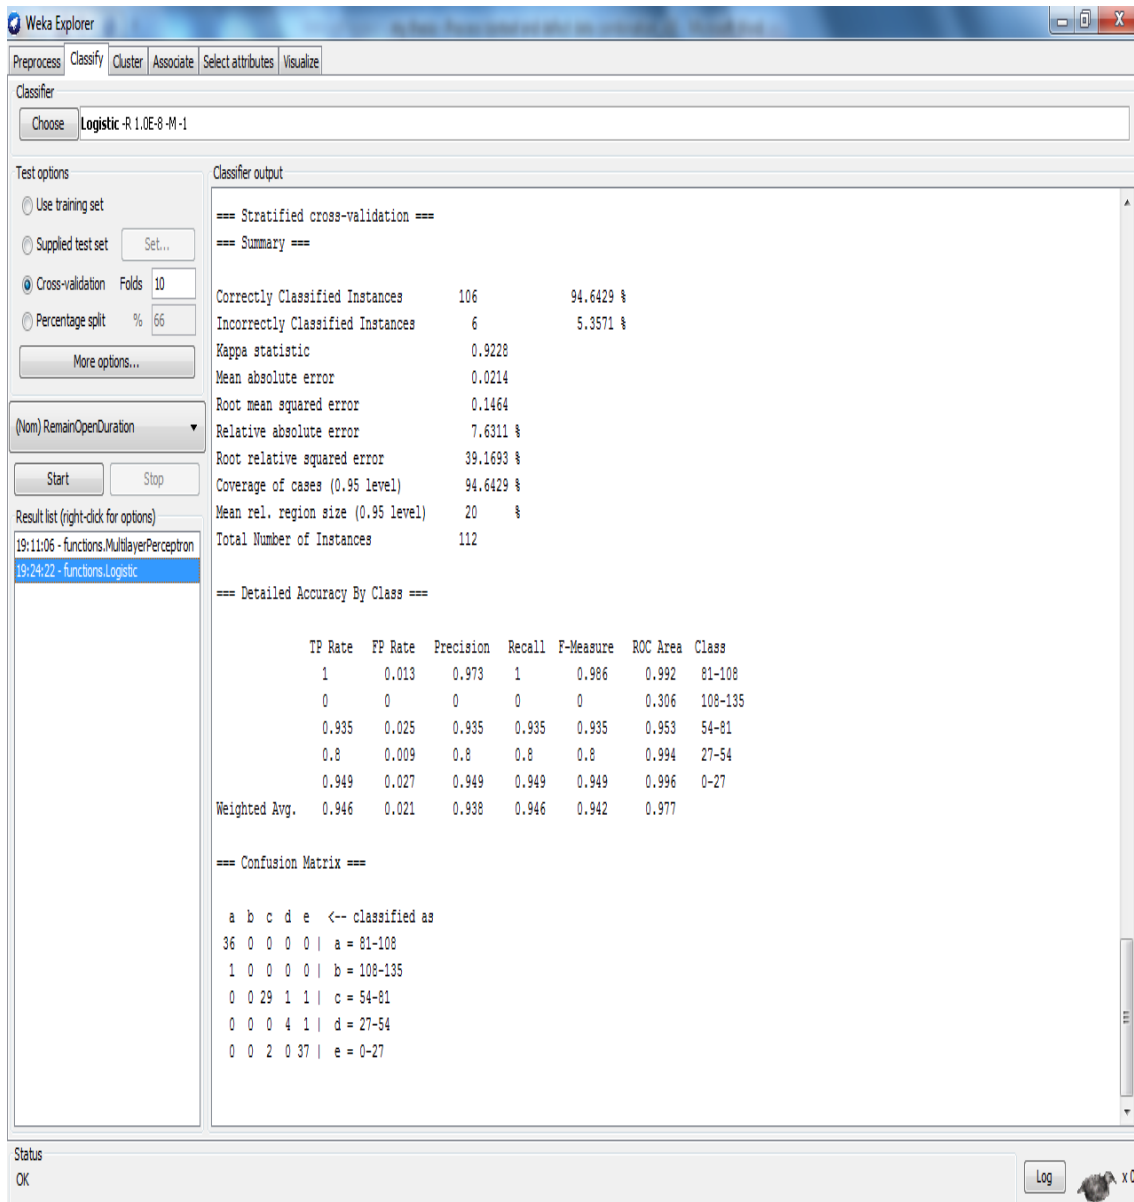 Weka Explorer
Preprocess Classify Cluster Associate Select attributes Visualize
Classifier
Choose Logistic -R 1.0E-8 -M -1
Test options
Use training set
Supplied test set Set...
Cross-validation Folds 10
Percentage split % 66
More options...
(Nom) RemainOpenDuration
Start Stop
Result list (right-click for options)
19:11:06 - functions.MultilayerPerceptron
19:24:22 - functions.Logistic
Classifier output
=== Stratified cross-validation ===
=== Summary ===
Correctly Classified Instances 106 94.6429 %
Incorrectly Classified Instances 6 5.3571 %
Kappa statistic 0.9228
Mean absolute error 0.0214
Root mean squared error 0.1464
Relative absolute error 7.6311 %
Root relative squared error 39.1693 %
Coverage of cases (0.95 level) 94.6429 %
Mean rel. region size (0.95 level) 20 %
Total Number of Instances 112
=== Detailed Accuracy By Class ===
TP Rate FP Rate Precision Recall F-Measure ROC Area Class
1 0.013 0.973 1 0.986 0.992 81-108
0 0 0 0 0 0.306 108-135
0.935 0.025 0.935 0.935 0.935 0.953 54-81
0.8 0.009 0.8 0.8 0.8 0.994 27-54
0.949 0.027 0.949 0.949 0.949 0.996 0-27
Weighted Avg. 0.946 0.021 0.938 0.946 0.942 0.977
=== Confusion Matrix ===
a b c d e <-- classified as
36 0 0 0 0 | a = 81-108
1 0 0 0 0 | b = 108-135
0 0 29 1 1 | c = 54-81
0 0 0 4 1 | d = 27-54
0 0 2 0 37 | e = 0-27
Status
OK
Log x 0